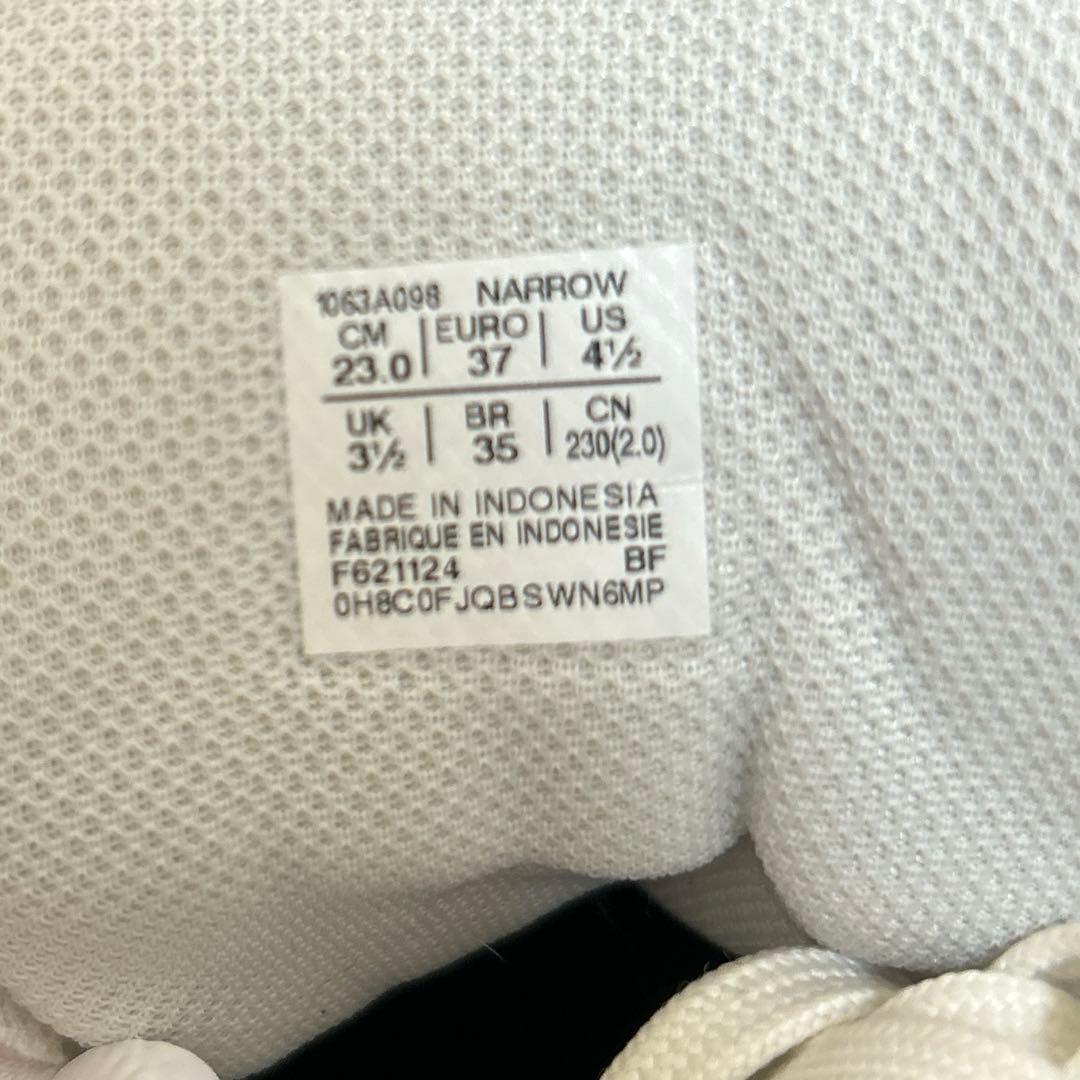 1063A098 NARROW
CM | EURO | US
23.0 | 37 | 4½
UK | BR | CN
3½ | 35 | 230(2.0)
MADE IN INDONESIA
FABRIQUE EN INDONESIE
F621124 BF
0H8C0FJQBSWN6MP